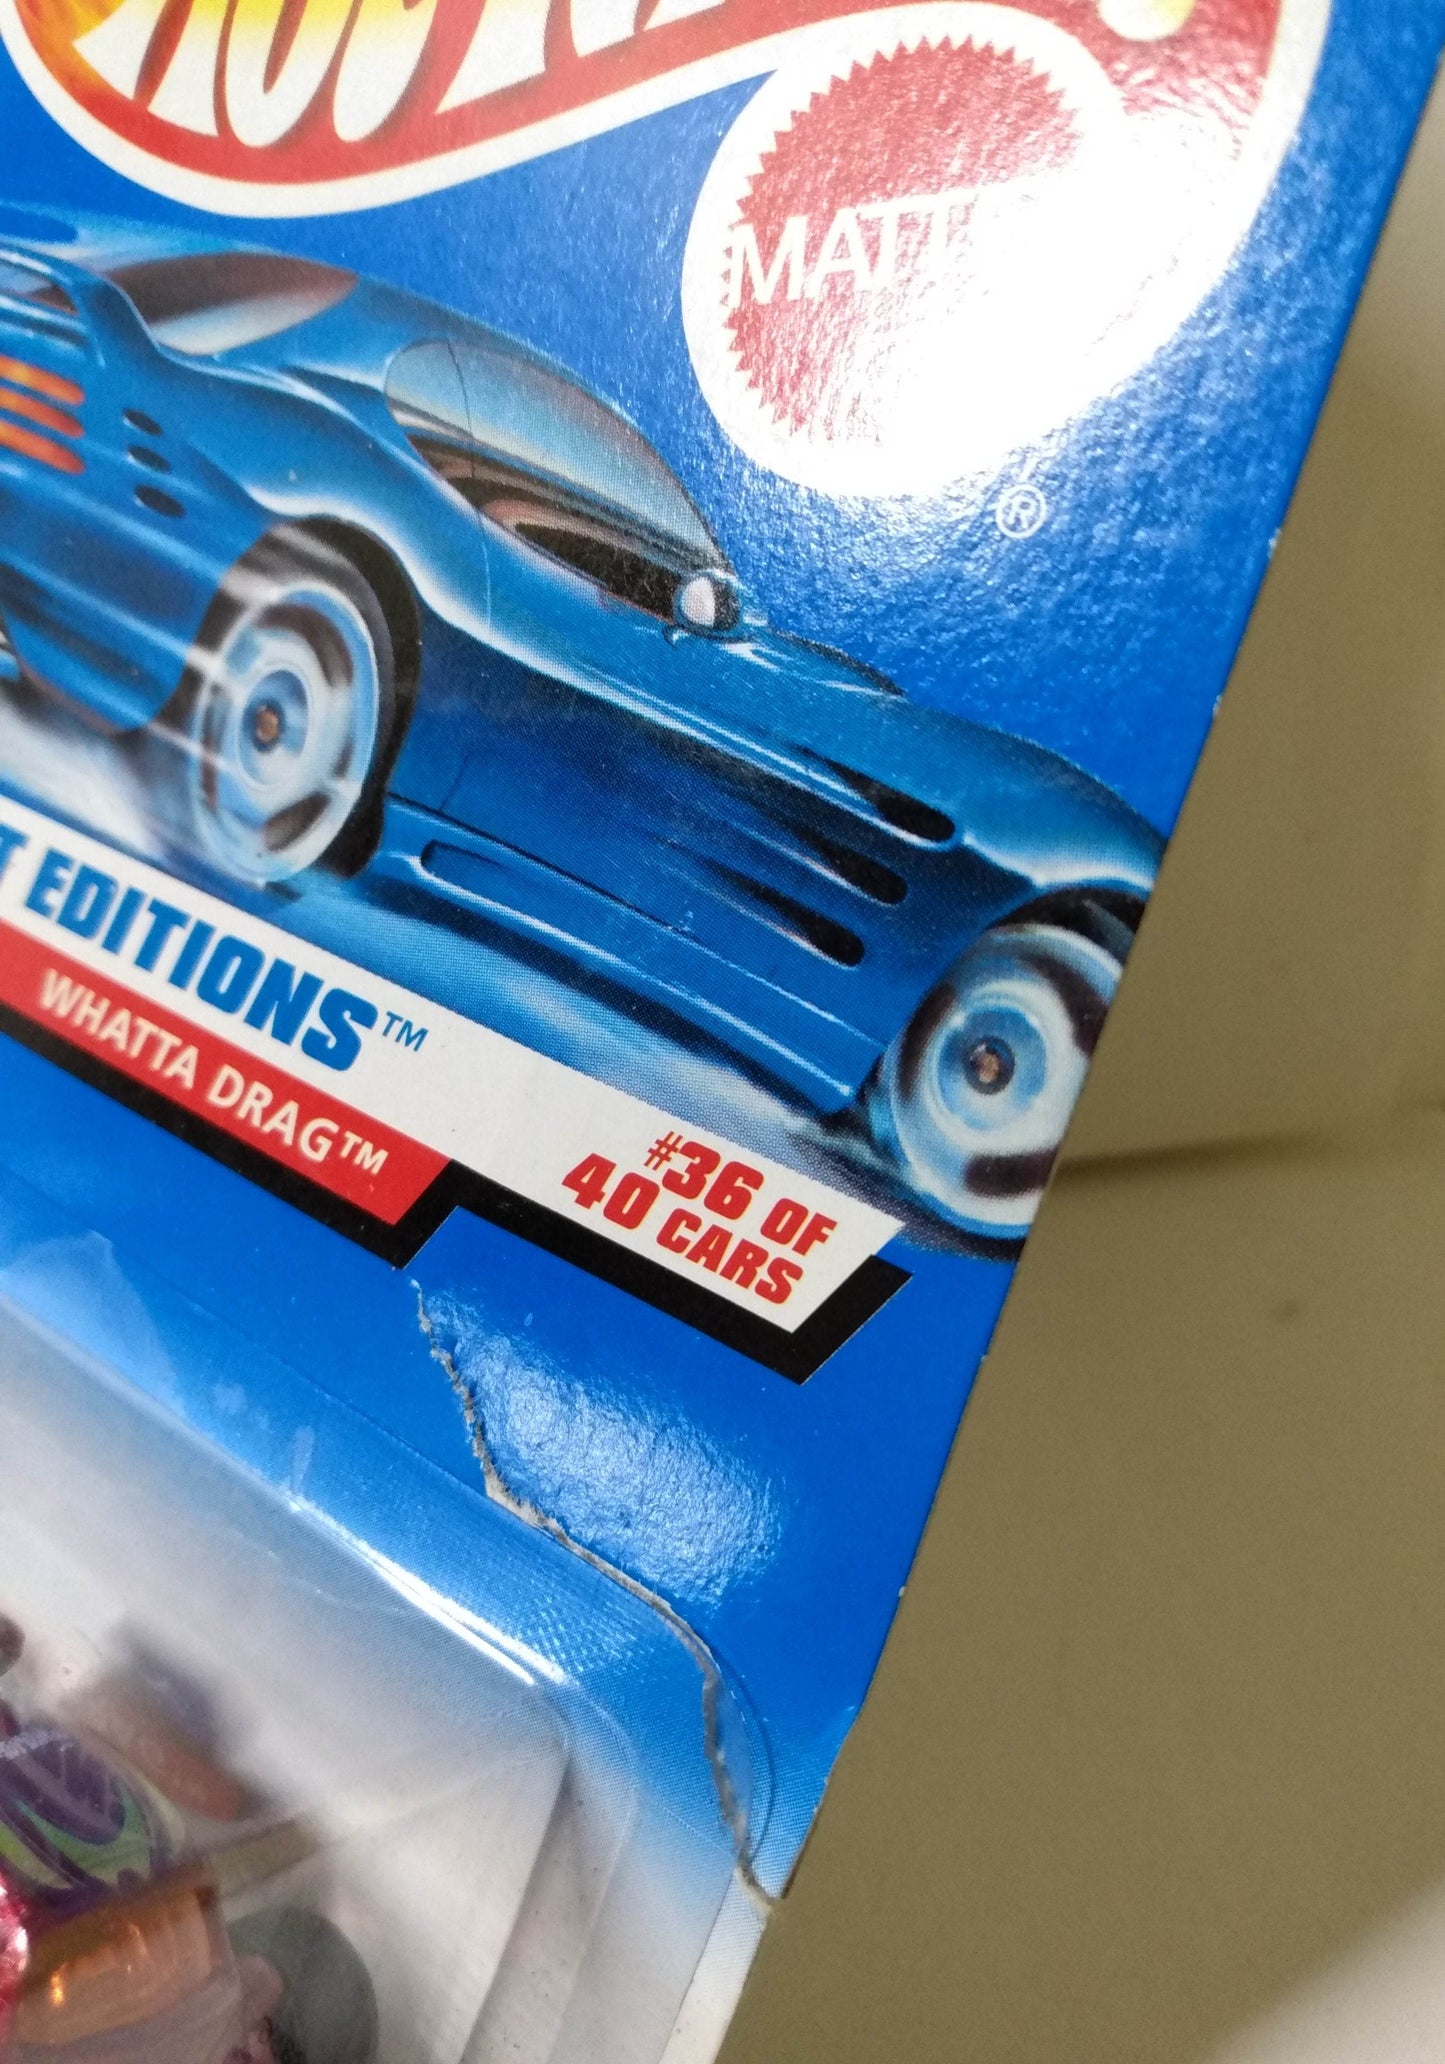 MATT
®
T EDITIONS™
WHATTA DRAG™
#36 OF
40 CARS